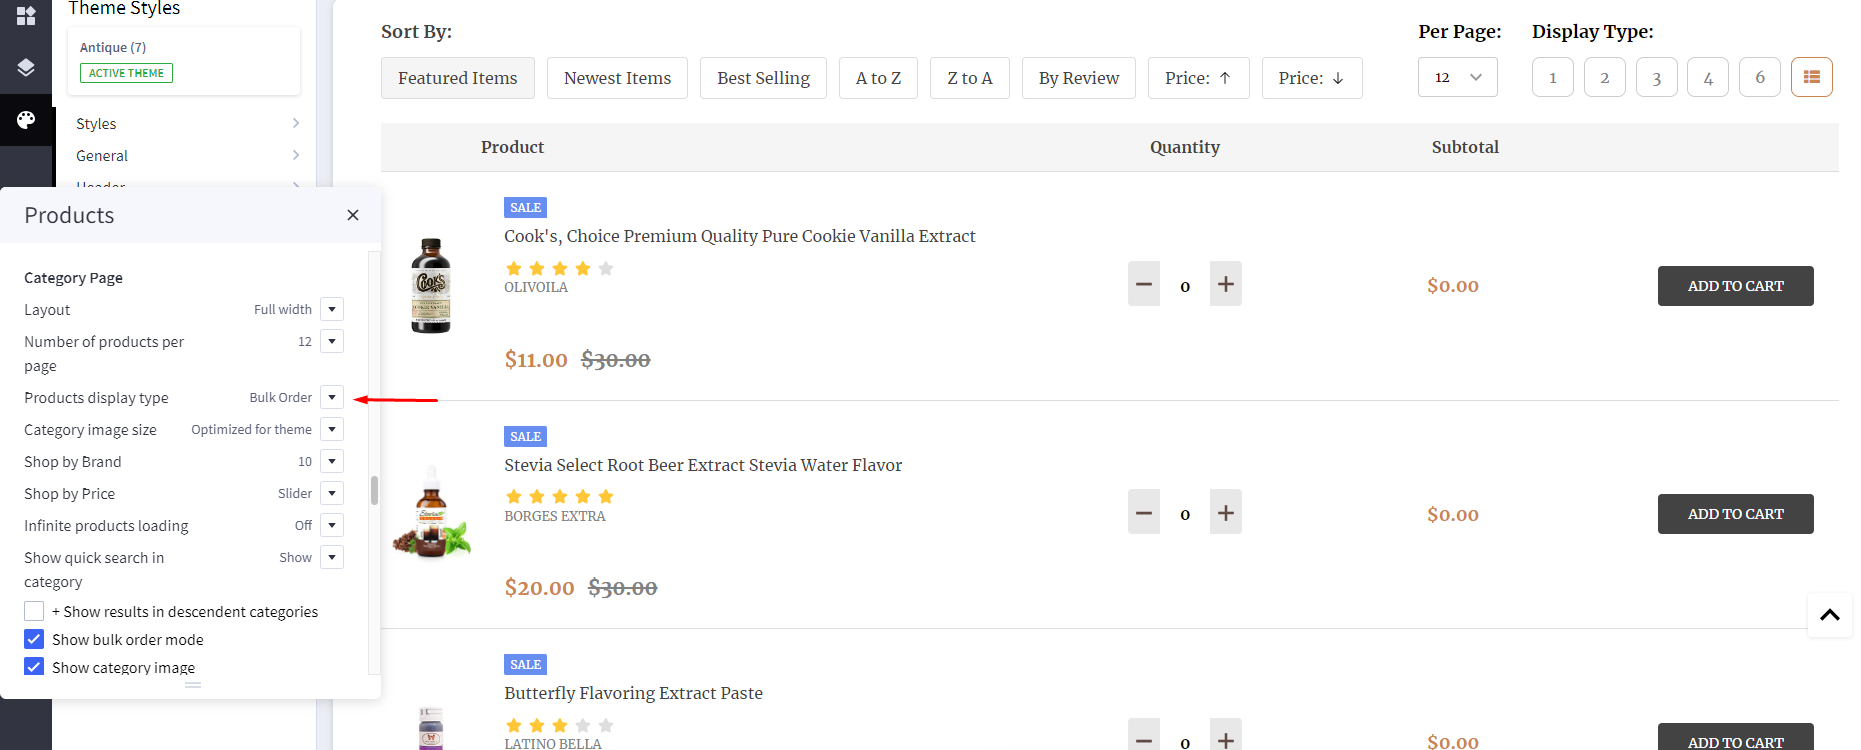 Theme Styles
Antique (7)
ACTIVE THEME
Styles
General
Header
Products
Category Page
Layout Full width
Number of products per page 12
Products display type Bulk Order
Category image size Optimized for theme
Shop by Brand 10
Shop by Price Slider
Infinite products loading Off
Show quick search in category Show
+ Show results in descendent categories
Show bulk order mode
Show category image
Sort By:
Per Page:
Display Type:
Featured Items Newest Items Best Selling A to Z Z to A By Review Price: ↑ Price: ↓
12
1 2 3 4 6
Product Quantity Subtotal
SALE
Cook's, Choice Premium Quality Pure Cookie Vanilla Extract
OLIVOILA
Cook's
− 0 +
$0.00
ADD TO CART
$11.00 $30.00
SALE
Stevia Select Root Beer Extract Stevia Water Flavor
BORGES EXTRA
Stevia
− 0 +
$0.00
ADD TO CART
$20.00 $30.00
SALE
Butterfly Flavoring Extract Paste
LATINO BELLA
− 0 +
$0.00
ADD TO CART